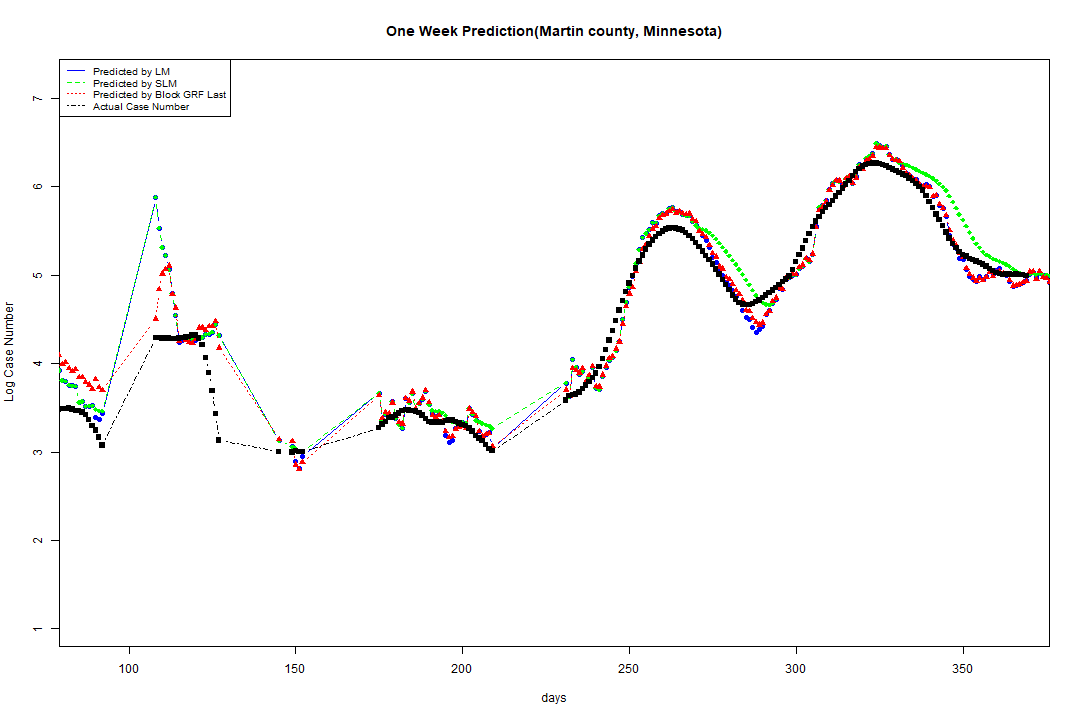 One Week Prediction(Martin county, Minnesota)
Predicted by LM
Predicted by SLM
Predicted by Block GRF Last
Actual Case Number
Log Case Number
7
6
5
4
3
2
1
100 150 200 250 300 350
days